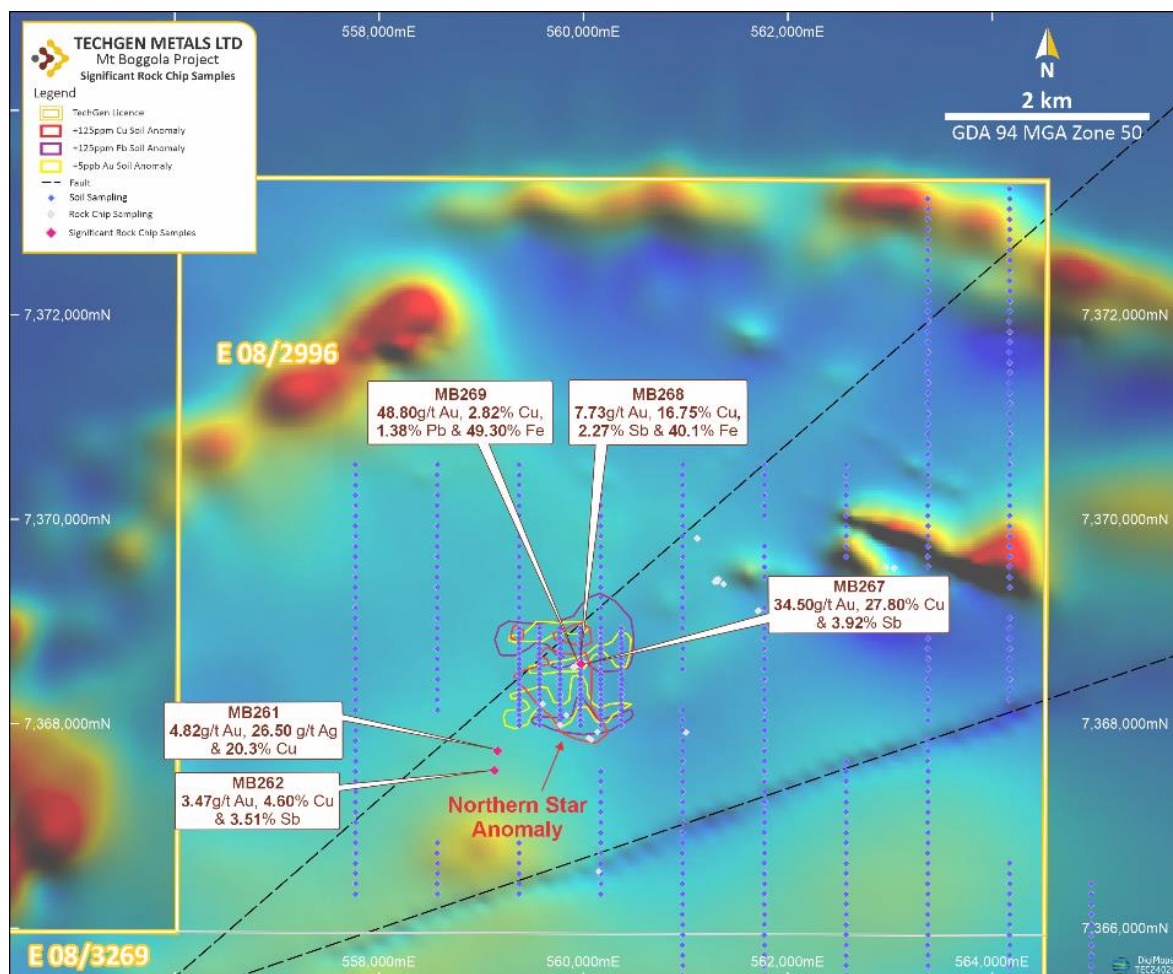 TECHGEN METALS LTD
Mt Boggola Project
Significant Rock Chip Samples
Legend
TechGen Licence
+125ppm Cu Soil Anomaly
+125ppm Pb Soil Anomaly
+5ppb Au Soil Anomaly
Fault
Soil Sampling
Rock Chip Sampling
Significant Rock Chip Samples
558,000mE
560,000mE
562,000mE
N
2 km
GDA 94 MGA Zone 50
7,372,000mN
7,372,000mN
E 08/2996
MB269
48.80g/t Au, 2.82% Cu,
1.38% Pb & 49.30% Fe
MB268
7.73g/t Au, 16.75% Cu,
2.27% Sb & 40.1% Fe
7,370,000mN
7,370,000mN
MB267
34.50g/t Au, 27.80% Cu
& 3.92% Sb
MB261
4.82g/t Au, 26.50 g/t Ag
& 20.3% Cu
7,368,000mN
7,368,000mN
MB262
3.47g/t Au, 4.60% Cu
& 3.51% Sb
Northern Star
Anomaly
7,366,000mN
E 08/3269
558,000mE
560,000mE
562,000mE
564,000mE